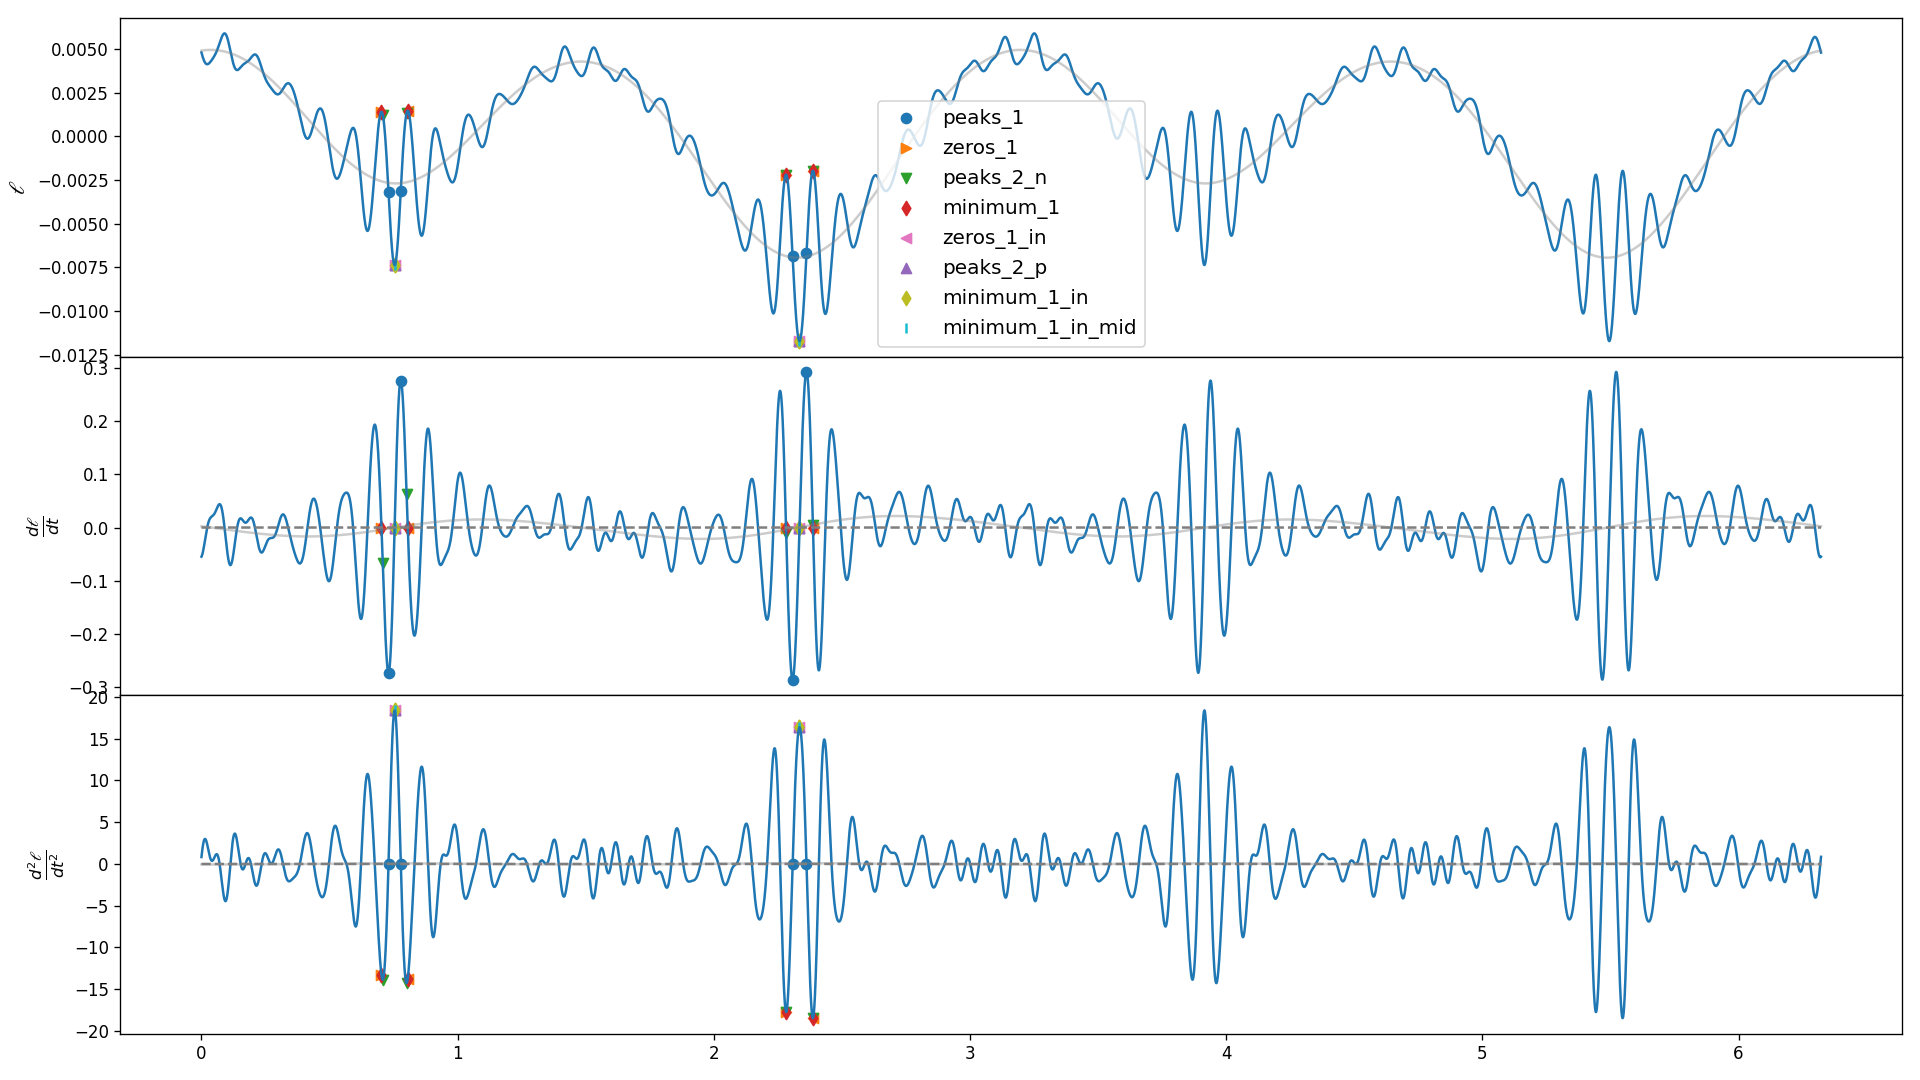 0.0050
0.0025
0.0000
−0.0025
−0.0050
−0.0075
−0.0100
−0.0125
ℓ
peaks_1
zeros_1
peaks_2_n
minimum_1
zeros_1_in
peaks_2_p
minimum_1_in
minimum_1_in_mid
0.3
0.2
0.1
0.0
−0.1
−0.2
−0.3
dℓ
dt
20
15
10
5
0
−5
−10
−15
−20
d²ℓ
dt²
0 1 2 3 4 5 6